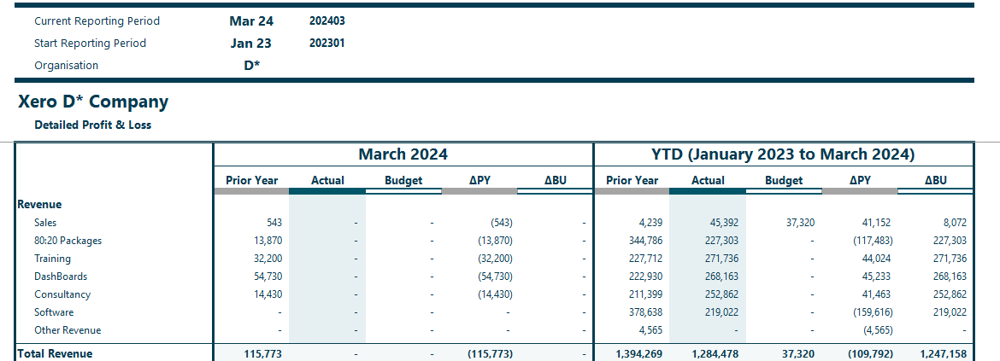 Current Reporting Period Mar 24 202403
Start Reporting Period Jan 23 202301
Organisation D*
Xero D* Company
Detailed Profit & Loss
March 2024 YTD (January 2023 to March 2024)
Prior Year Actual Budget ΔPY ΔBU Prior Year Actual Budget ΔPY ΔBU
Revenue
Sales 543 - - (543) - 4,239 45,392 37,320 41,152 8,072
80:20 Packages 13,870 - - (13,870) - 344,786 227,303 - (117,483) 227,303
Training 32,200 - - (32,200) - 227,712 271,736 - 44,024 271,736
DashBoards 54,730 - - (54,730) - 222,930 268,163 - 45,233 268,163
Consultancy 14,430 - - (14,430) - 211,399 252,862 - 41,463 252,862
Software - - - - - 378,638 219,022 - (159,616) 219,022
Other Revenue - - - - - 4,565 - - (4,565) -
Total Revenue 115,773 - - (115,773) - 1,394,269 1,284,478 37,320 (109,792) 1,247,158